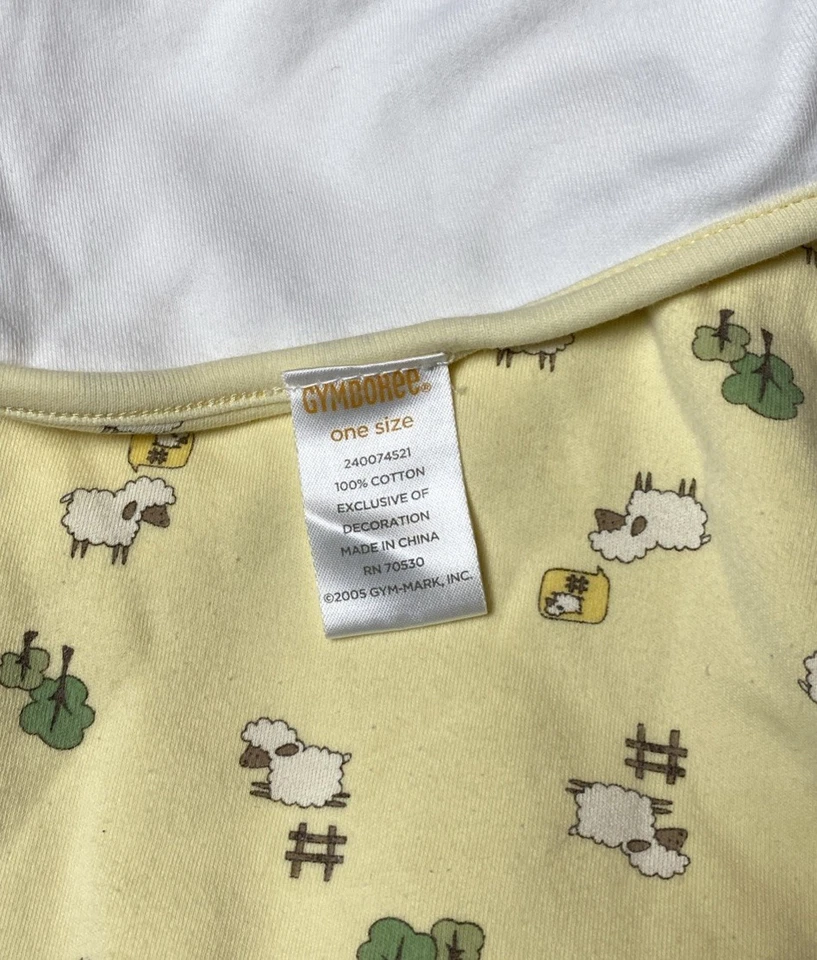 GYMBOREE®
one size
240074521
100% COTTON
EXCLUSIVE OF
DECORATION
MADE IN CHINA
RN 70530
©2005 GYM-MARK, INC.